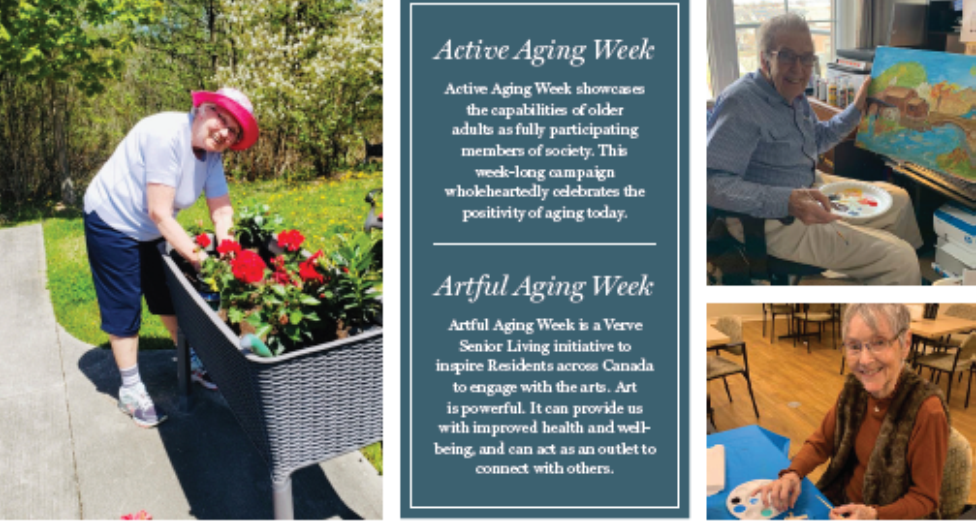 Active Aging Week
Active Aging Week showcases
the capabilities of older
adults as fully participating
members of society. This
week-long campaign
wholeheartedly celebrates the
positivity of aging today.
Artful Aging Week
Artful Aging Week is a Verve
Senior Living initiative to
inspire Residents across Canada
to engage with the arts. Art
is powerful. It can provide us
with improved health and well-
being, and can act as an outlet to
connect with others.